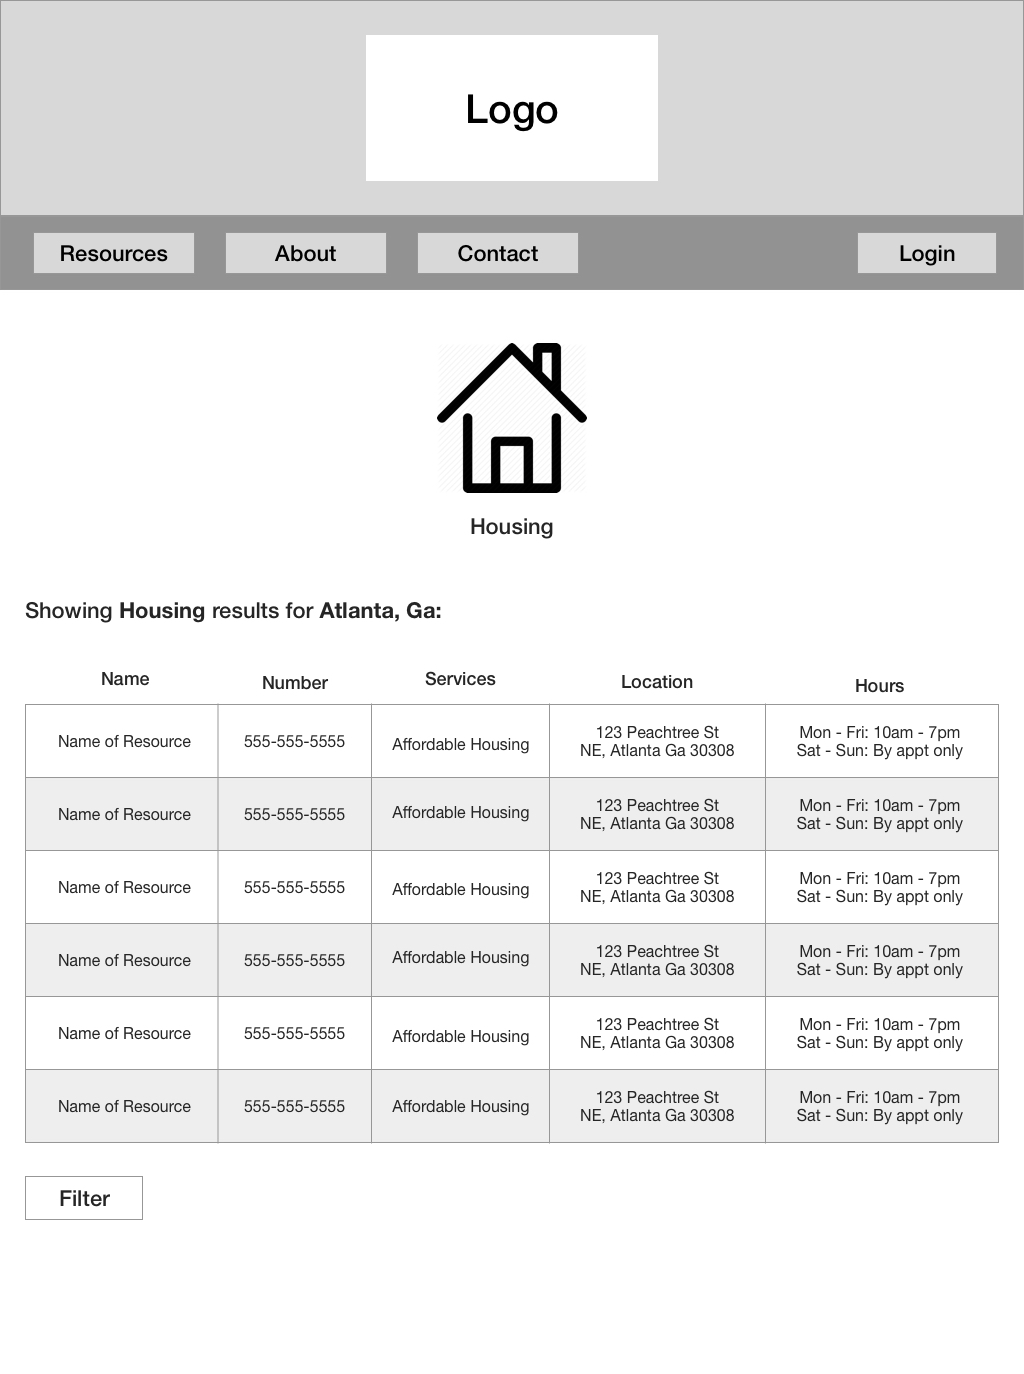 Logo
Resources About Contact Login
Housing
Showing Housing results for Atlanta, Ga:
Name Number Services Location Hours
Name of Resource 555-555-5555 Affordable Housing 123 Peachtree St Mon - Fri: 10am - 7pm
NE, Atlanta Ga 30308 Sat - Sun: By appt only
Name of Resource 555-555-5555 Affordable Housing 123 Peachtree St Mon - Fri: 10am - 7pm
NE, Atlanta Ga 30308 Sat - Sun: By appt only
Name of Resource 555-555-5555 Affordable Housing 123 Peachtree St Mon - Fri: 10am - 7pm
NE, Atlanta Ga 30308 Sat - Sun: By appt only
Name of Resource 555-555-5555 Affordable Housing 123 Peachtree St Mon - Fri: 10am - 7pm
NE, Atlanta Ga 30308 Sat - Sun: By appt only
Name of Resource 555-555-5555 Affordable Housing 123 Peachtree St Mon - Fri: 10am - 7pm
NE, Atlanta Ga 30308 Sat - Sun: By appt only
Name of Resource 555-555-5555 Affordable Housing 123 Peachtree St Mon - Fri: 10am - 7pm
NE, Atlanta Ga 30308 Sat - Sun: By appt only
Filter